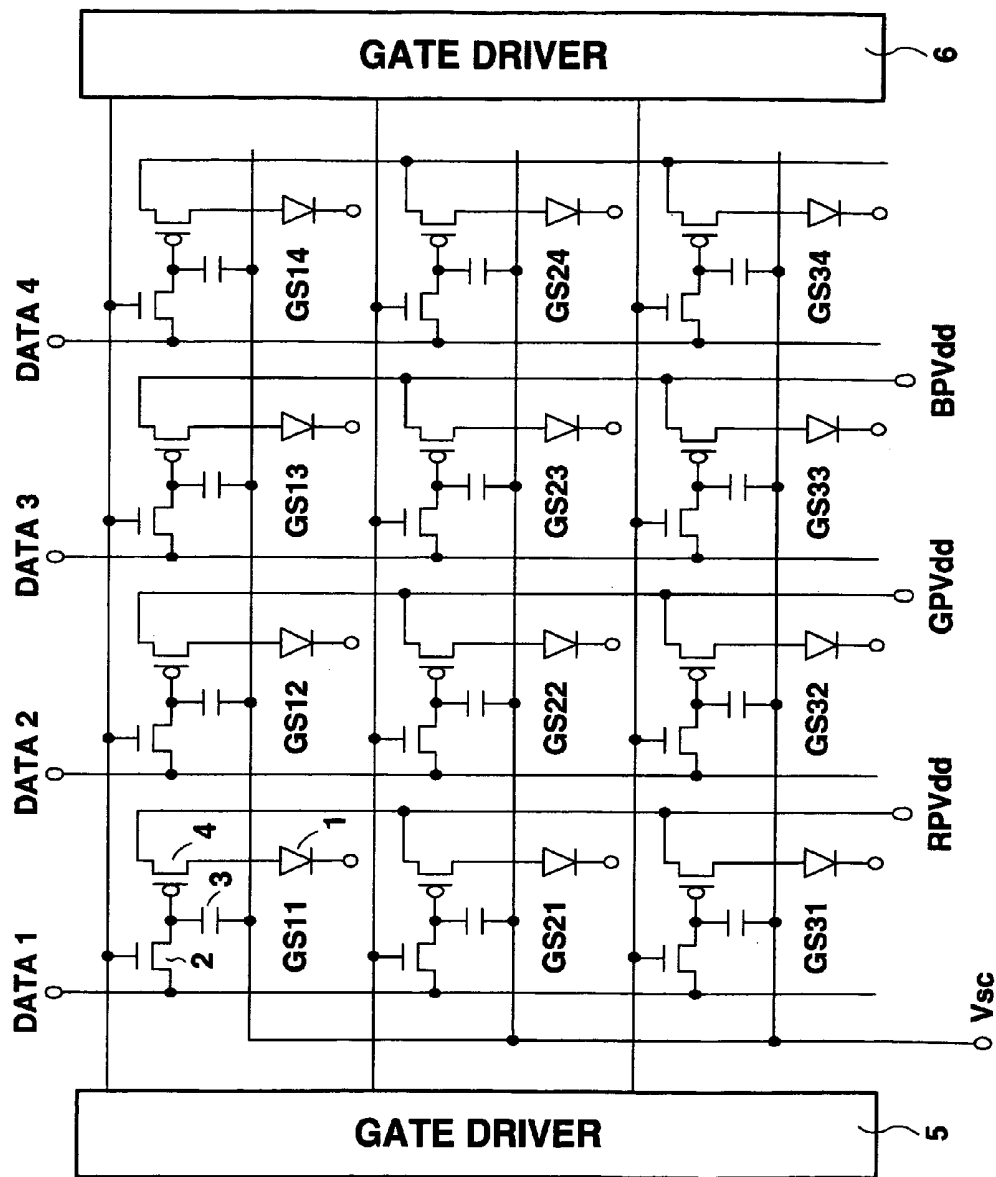 GATE DRIVER
6
DATA 4
GS14
GS24
GS34
DATA 3
GS13
GS23
GS33
BPVdd
DATA 2
GS12
GS22
GS32
GPVdd
DATA 1
2
3
4
1
GS11
GS21
GS31
RPVdd
Vsc
GATE DRIVER
5